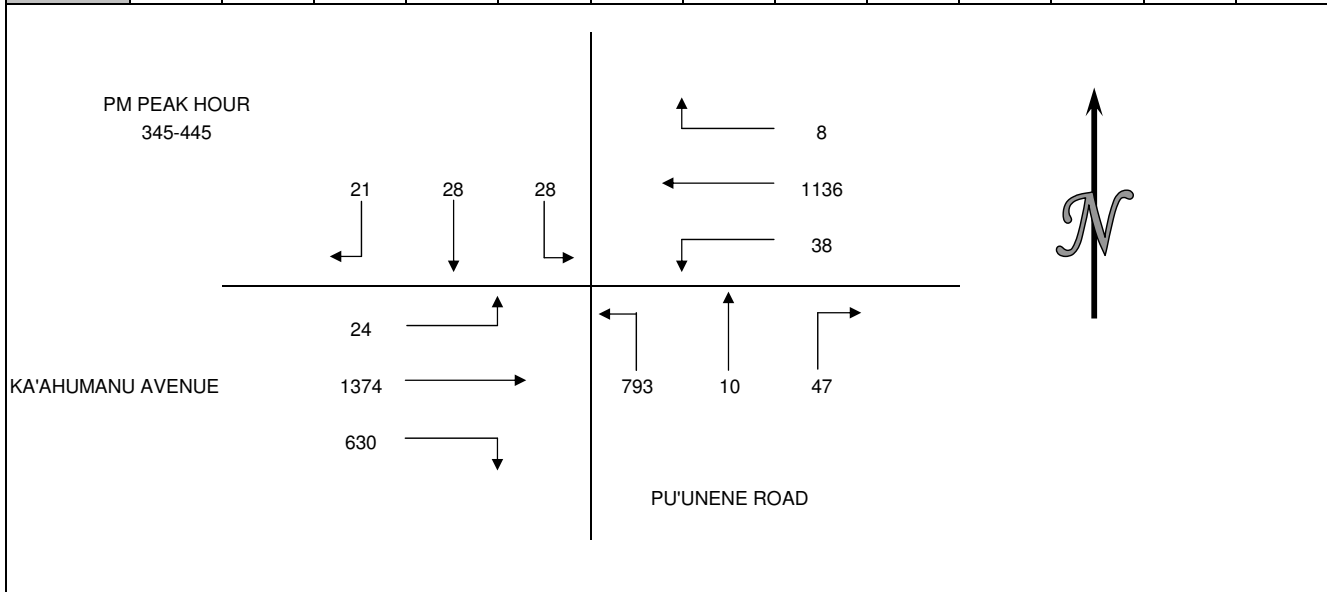 PM PEAK HOUR
345-445
8
21 28 28 1136
38
24
KA'AHUMANU AVENUE 1374 793 10 47
630
PU'UNENE ROAD
N